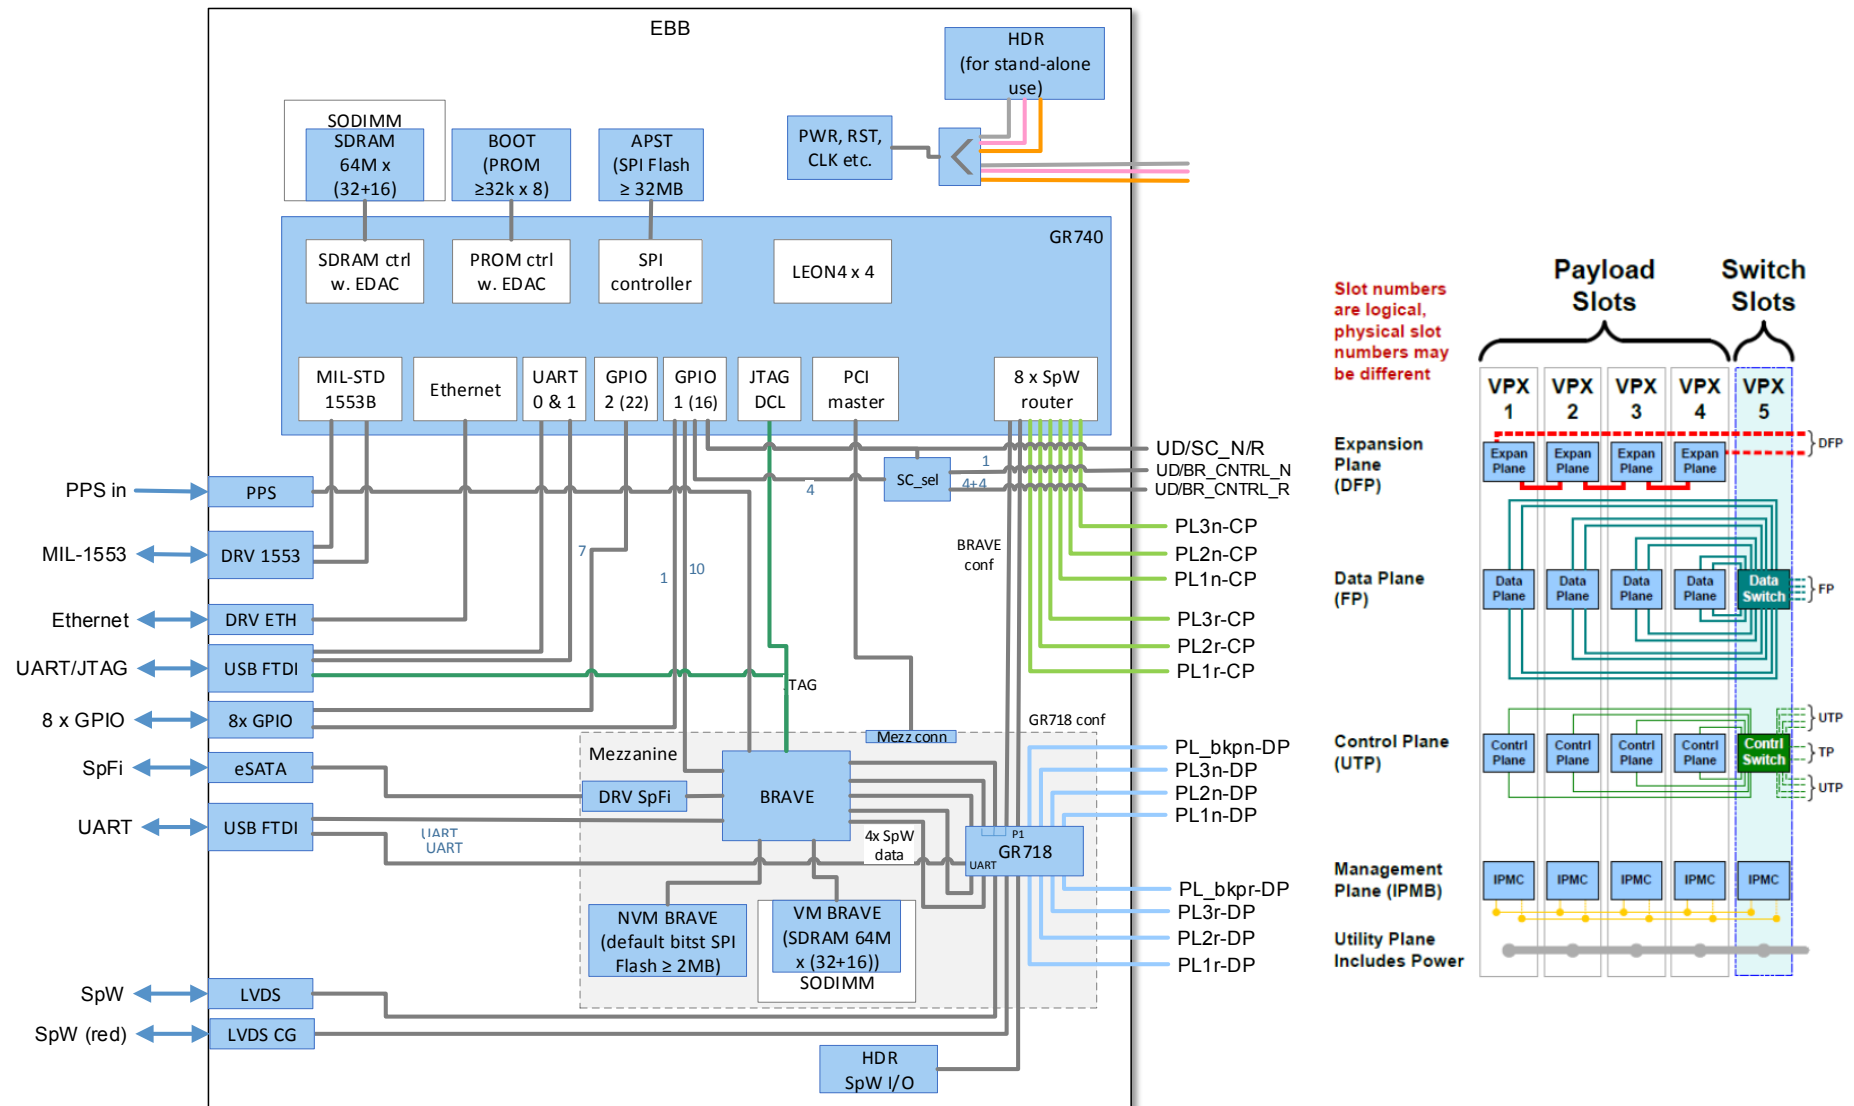 EBB
HDR
(for stand-alone
use)
SODIMM
SDRAM
64M x
(32+16)
BOOT
(PROM
≥32k x 8)
APST
(SPI Flash
≥ 32MB
PWR, RST,
CLK etc.
GR740
SDRAM ctrl
w. EDAC
PROM ctrl
w. EDAC
SPI
controller
LEON4 x 4
MIL-STD
1553B
Ethernet
UART
0 & 1
GPIO
2 (22)
GPIO
1 (16)
JTAG
DCL
PCI
master
8 x SpW
router
UD/SC_N/R
1
UD/BR_CNTRL_N
SC_sel
4+4
UD/BR_CNTRL_R
4
PPS in
PPS
MIL-1553
DRV 1553
7
1
10
BRAVE
conf
PL3n-CP
PL2n-CP
PL1n-CP
Ethernet
DRV ETH
PL3r-CP
PL2r-CP
PL1r-CP
UART/JTAG
USB FTDI
JTAG
8 x GPIO
8x GPIO
GR718 conf
Mezz conn
Mezzanine
SpFi
eSATA
DRV SpFi
BRAVE
PL_bkpn-DP
PL3n-DP
PL2n-DP
PL1n-DP
UART
USB FTDI
UART
UART
4x SpW
data
P1
GR718
UART
PL_bkpr-DP
PL3r-DP
PL2r-DP
PL1r-DP
NVM BRAVE
(default bitst SPI
Flash ≥ 2MB)
VM BRAVE
(SDRAM 64M
x (32+16))
SODIMM
SpW
LVDS
SpW (red)
LVDS CG
HDR
SpW I/O
Payload
Slots
Switch
Slots
Slot numbers
are logical,
physical slot
numbers may
be different
VPX
1
VPX
2
VPX
3
VPX
4
VPX
5
Expansion
Plane
(DFP)
Expan
Plane
Expan
Plane
Expan
Plane
Expan
Plane
DFP
Data Plane
(FP)
Data
Plane
Data
Plane
Data
Plane
Data
Plane
Data
Switch
FP
Control Plane
(UTP)
Contrl
Plane
Contrl
Plane
Contrl
Plane
Contrl
Plane
Contrl
Switch
UTP
TP
UTP
Management
Plane (IPMB)
IPMC
IPMC
IPMC
IPMC
IPMC
Utility Plane
Includes Power